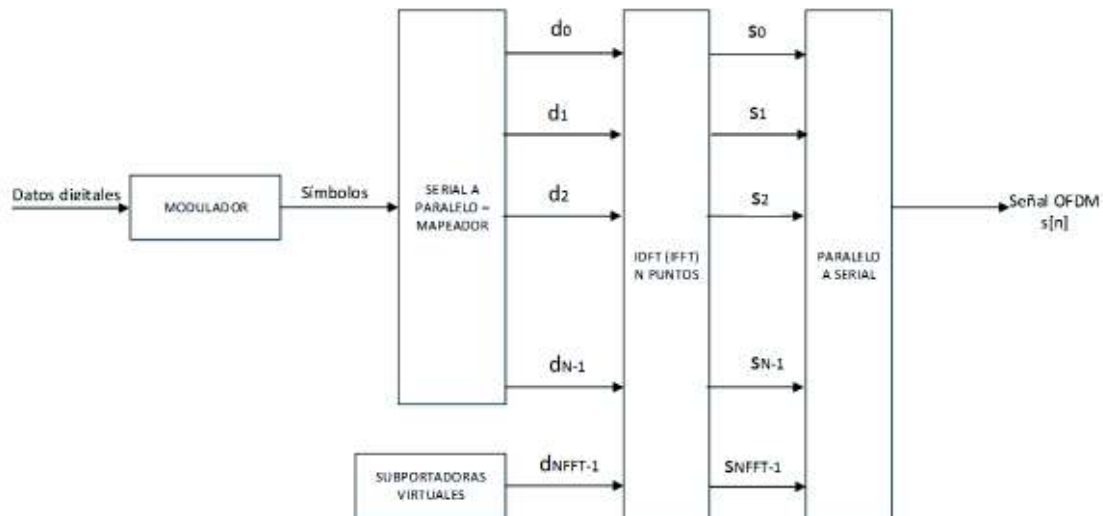 d0
s0
d1
s1
Datos digitales
MODULADOR
Símbolos
SERIAL A
PARALELO –
MAPEADOR
d2
s2
IDFT (IFFT)
N PUNTOS
PARALELO
A SERIAL
Señal OFDM
s[n]
dN-1
sN-1
SUBPORTADORAS
VIRTUALES
dNFFT-1
sNFFT-1